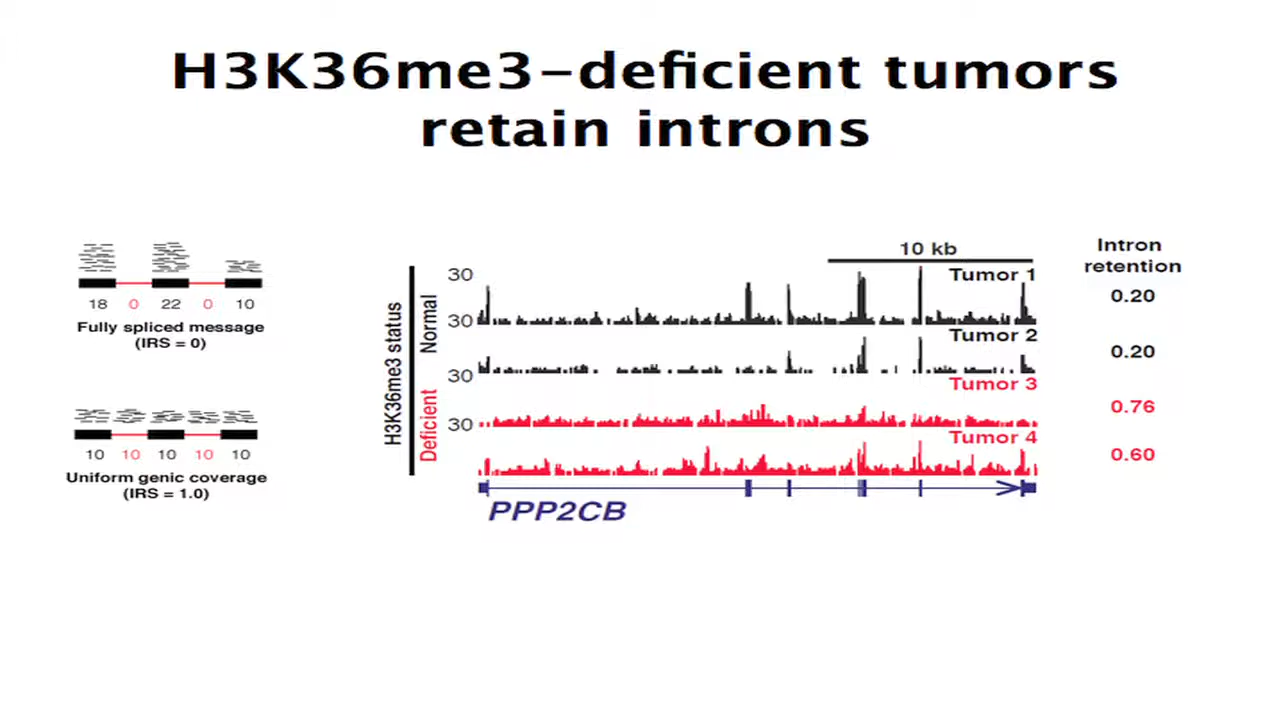 H3K36me3-deficient tumors
retain introns
18 0 22 0 10
Fully spliced message
(IRS = 0)
10 10 10 10 10
Uniform genic coverage
(IRS = 1.0)
H3K36me3 status
Normal
Deficient
10 kb
30
Tumor 1
30
Tumor 2
30
Tumor 3
30
Tumor 4
PPP2CB
Intron
retention
0.20
0.20
0.76
0.60